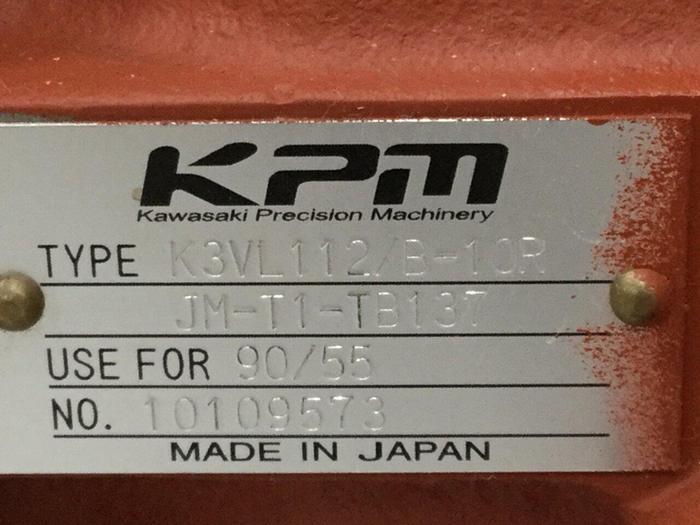 KPM
Kawasaki Precision Machinery
TYPE K3VL112/B-10R
JM-T1-TB137
USE FOR 90/55
NO. 10109573
MADE IN JAPAN